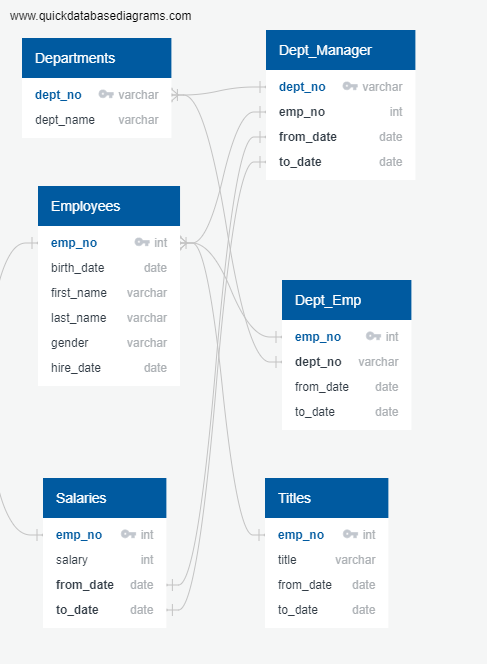 www.quickdatabasediagrams.com
Departments
dept_no varchar
dept_name varchar
Dept_Manager
dept_no varchar
emp_no int
from_date date
to_date date
Employees
emp_no int
birth_date date
first_name varchar
last_name varchar
gender varchar
hire_date date
Dept_Emp
emp_no int
dept_no varchar
from_date date
to_date date
Salaries
emp_no int
salary int
from_date date
to_date date
Titles
emp_no int
title varchar
from_date date
to_date date